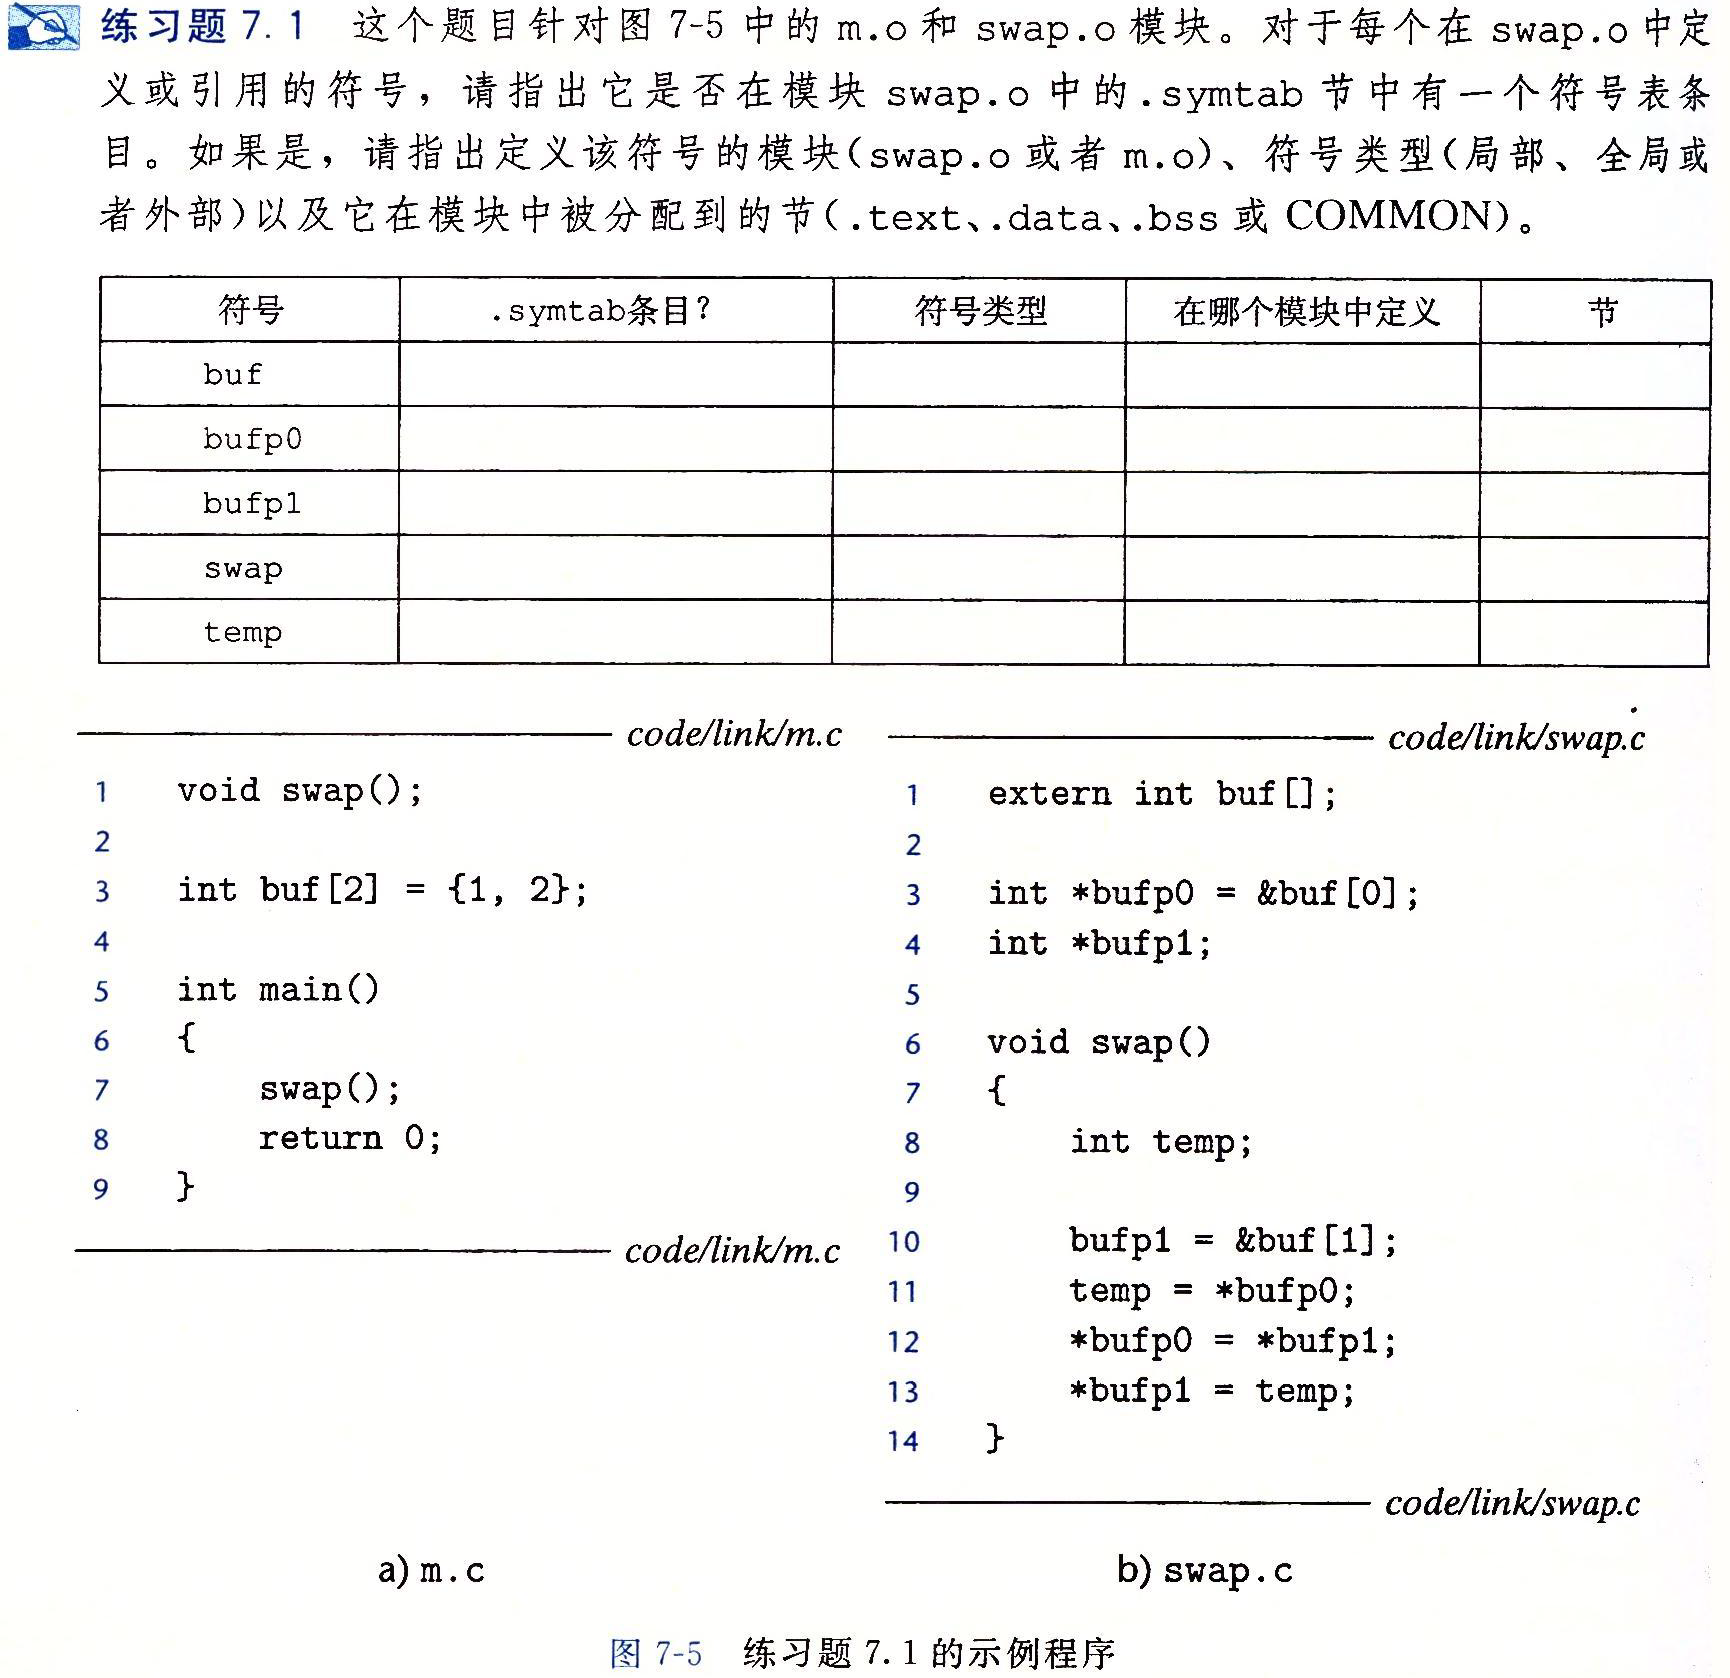 练习题 7.1 这个题目针对图 7-5 中的 m.o 和 swap.o 模块。对于每个在 swap.o 中定
义或引用的符号，请指出它是否在模块 swap.o 中的 .symtab 节中有一个符号表条
目。如果是，请指出定义该符号的模块(swap.o 或者 m.o)、符号类型(局部、全局或
者外部)以及它在模块中被分配到的节(.text、.data、.bss 或 COMMON)。
符号 .symtab条目? 符号类型 在哪个模块中定义 节
buf
bufp0
bufp1
swap
temp
code/link/m.c
1 void swap();
2
3 int buf[2] = {1, 2};
4
5 int main()
6 {
7 swap();
8 return 0;
9 }
code/link/m.c
a) m.c
code/link/swap.c
1 extern int buf[];
2
3 int *bufp0 = &buf[0];
4 int *bufp1;
5
6 void swap()
7 {
8 int temp;
9
10 bufp1 = &buf[1];
11 temp = *bufp0;
12 *bufp0 = *bufp1;
13 *bufp1 = temp;
14 }
code/link/swap.c
b) swap.c
图 7-5 练习题 7.1 的示例程序